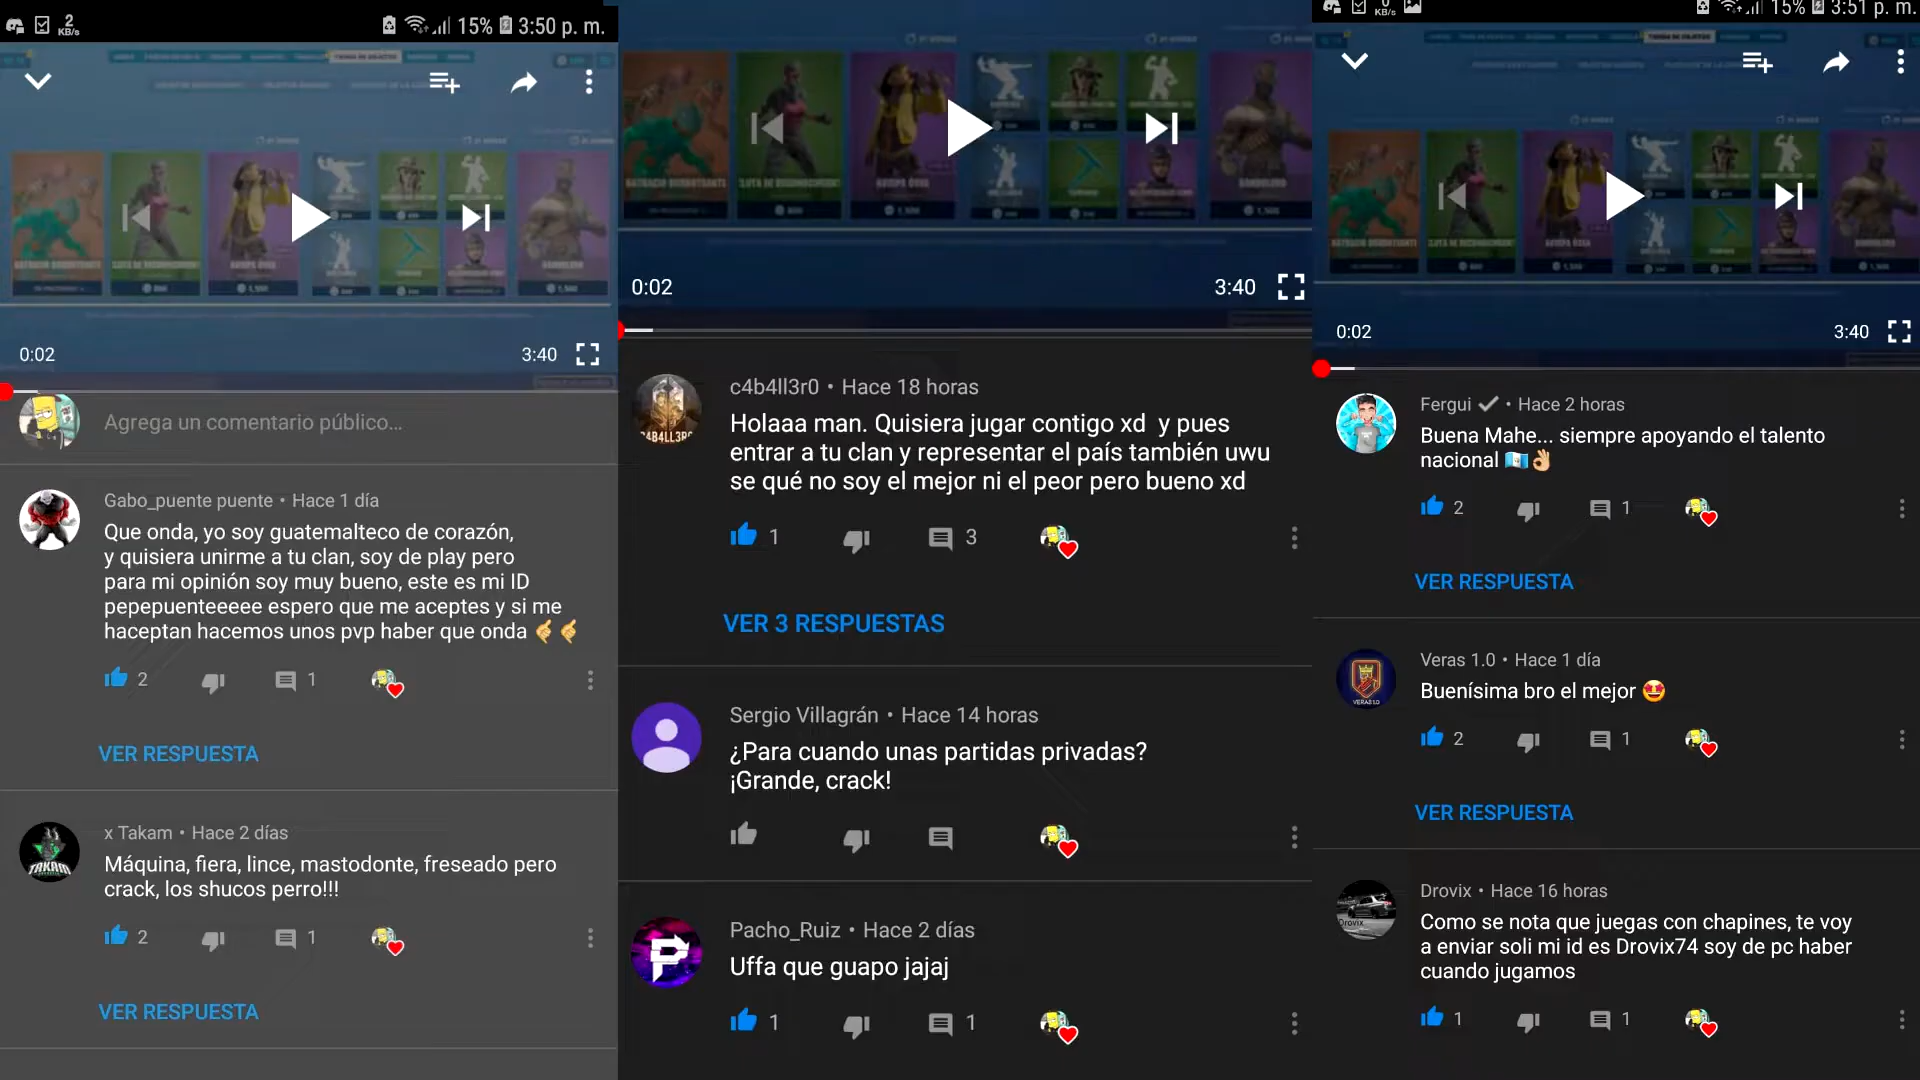 2
KB/s
15%
3:50 p. m.
0:02
3:40
Agrega un comentario público...
Gabo_puente puente • Hace 1 día
Que onda, yo soy guatemalteco de corazón,
y quisiera unirme a tu clan, soy de play pero
para mi opinión soy muy bueno, este es mi ID
pepepuenteeeee espero que me aceptes y si me
haceptan hacemos unos pvp haber que onda
2
1
VER RESPUESTA
TAKAM
x Takam • Hace 2 días
Máquina, fiera, lince, mastodonte, freseado pero
crack, los shucos perro!!!
2
1
VER RESPUESTA
0:02
3:40
c4b4ll3r0 • Hace 18 horas
Holaaa man. Quisiera jugar contigo xd y pues
entrar a tu clan y representar el país también uwu
se qué no soy el mejor ni el peor pero bueno xd
1
3
VER 3 RESPUESTAS
Sergio Villagrán • Hace 14 horas
¿Para cuando unas partidas privadas?
¡Grande, crack!
Pacho_Ruiz • Hace 2 días
Uffa que guapo jajaj
1
1
0
KB/s
15%
3:51 p. m.
0:02
3:40
Fergui • Hace 2 horas
Buena Mahe... siempre apoyando el talento
nacional
2
1
VER RESPUESTA
VERAS 1.0
Veras 1.0 • Hace 1 día
Buenísima bro el mejor
2
1
VER RESPUESTA
Drovix
Drovix • Hace 16 horas
Como se nota que juegas con chapines, te voy
a enviar soli mi id es Drovix74 soy de pc haber
cuando jugamos
1
1